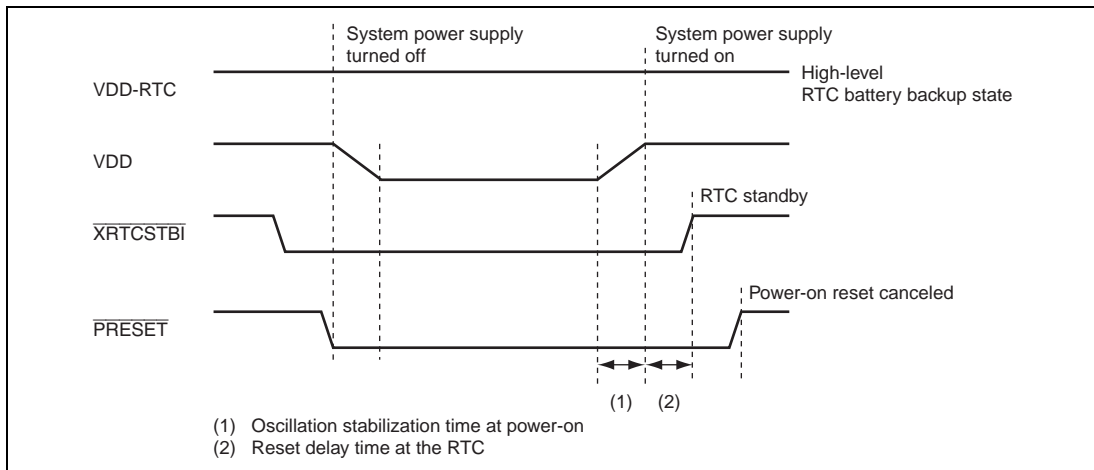 System power supply
turned off
System power supply
turned on
VDD-RTC
High-level
RTC battery backup state
VDD
RTC standby
XRTCSTBI
Power-on reset canceled
PRESET
(1) (2)
(1) Oscillation stabilization time at power-on
(2) Reset delay time at the RTC